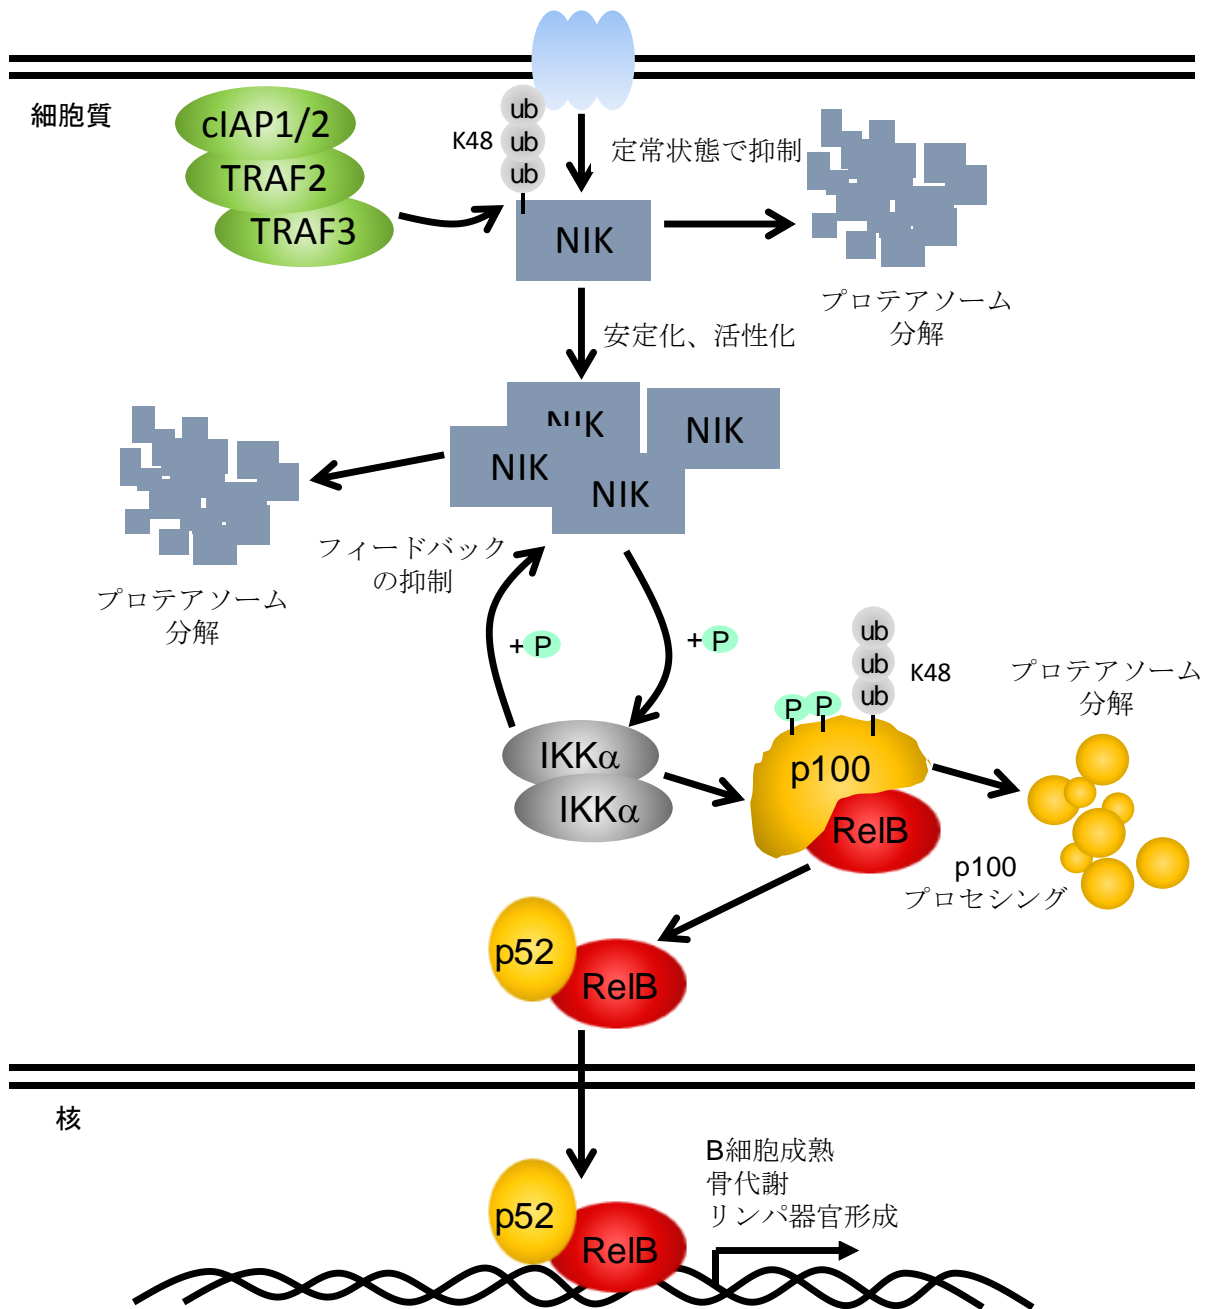 細胞質
cIAP1/2
TRAF2
TRAF3
K48
ub
ub
ub
定常状態で抑制
NIK
プロテアソーム
分解
安定化、活性化
NIK
NIK
NIK
NIK
プロテアソーム
分解
フィードバック
の抑制
+P
+P
IKKα
IKKα
P
P
ub
ub
ub
K48
p100
RelB
プロテアソーム
分解
p100
プロセシング
p52
RelB
核
B細胞成熟
骨代謝
リンパ器官形成
p52
RelB